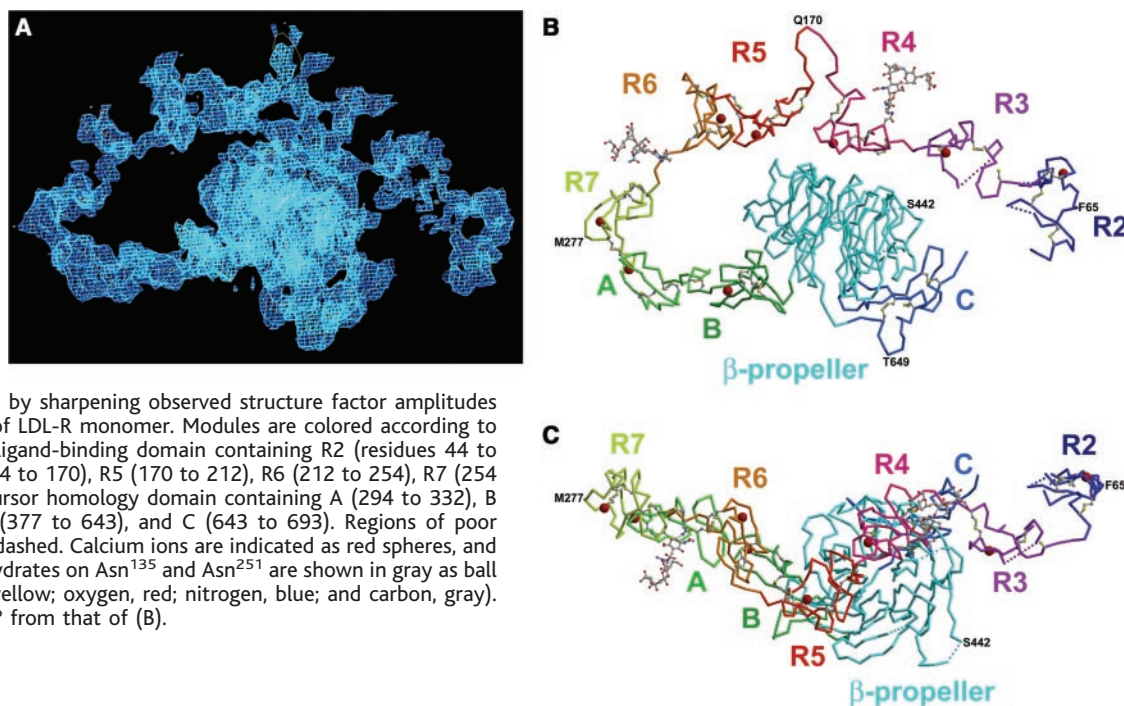 A
B
Q170
R5
R4
R6
R3
R7
S442
F65
R2
M277
A
B
C
β-propeller
T649
by sharpening observed structure factor amplitudes
of LDL-R monomer. Modules are colored according to
ligand-binding domain containing R2 (residues 44 to
4 to 170), R5 (170 to 212), R6 (212 to 254), R7 (254
ursor homology domain containing A (294 to 332), B
(377 to 643), and C (643 to 693). Regions of poor
dashed. Calcium ions are indicated as red spheres, and
ydrates on Asn¹³⁵ and Asn²⁵¹ are shown in gray as ball
yellow; oxygen, red; nitrogen, blue; and carbon, gray).
° from that of (B).
C
R7
R4
C
R2
R6
M277
F65
A
R3
B
S442
R5
β-propeller